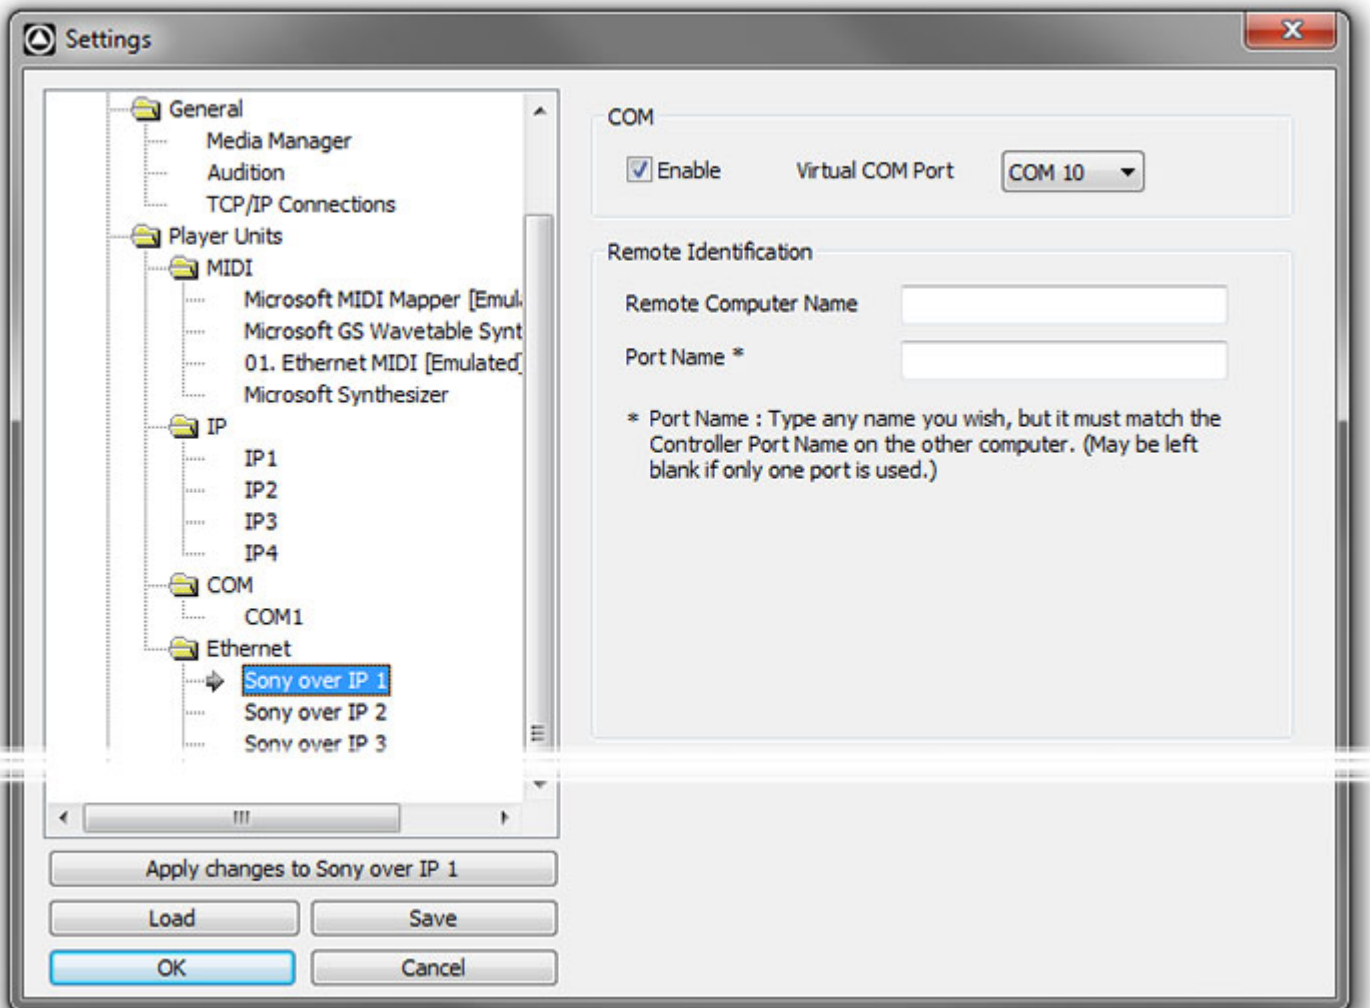 Settings
General
Media Manager
Audition
TCP/IP Connections
Player Units
MIDI
Microsoft MIDI Mapper [Emul
Microsoft GS Wavetable Synt
01. Ethernet MIDI [Emulated]
Microsoft Synthesizer
IP
IP1
IP2
IP3
IP4
COM
COM1
Ethernet
Sony over IP 1
Sony over IP 2
Sony over IP 3
Apply changes to Sony over IP 1
Load
Save
OK
Cancel
COM
Enable
Virtual COM Port
COM 10
Remote Identification
Remote Computer Name
Port Name *
* Port Name : Type any name you wish, but it must match the
Controller Port Name on the other computer. (May be left
blank if only one port is used.)